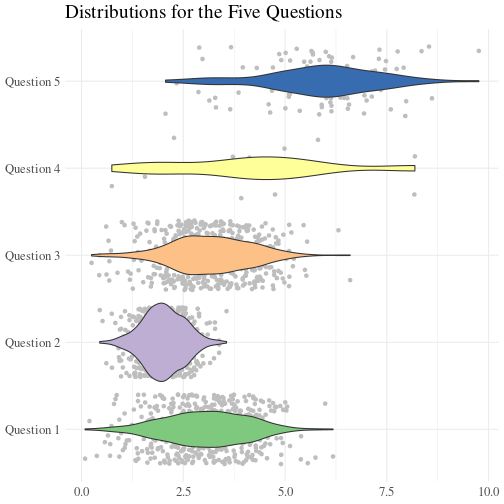 Distributions for the Five Questions
Question 5
Question 4
Question 3
Question 2
Question 1
0.0 2.5 5.0 7.5 10.0